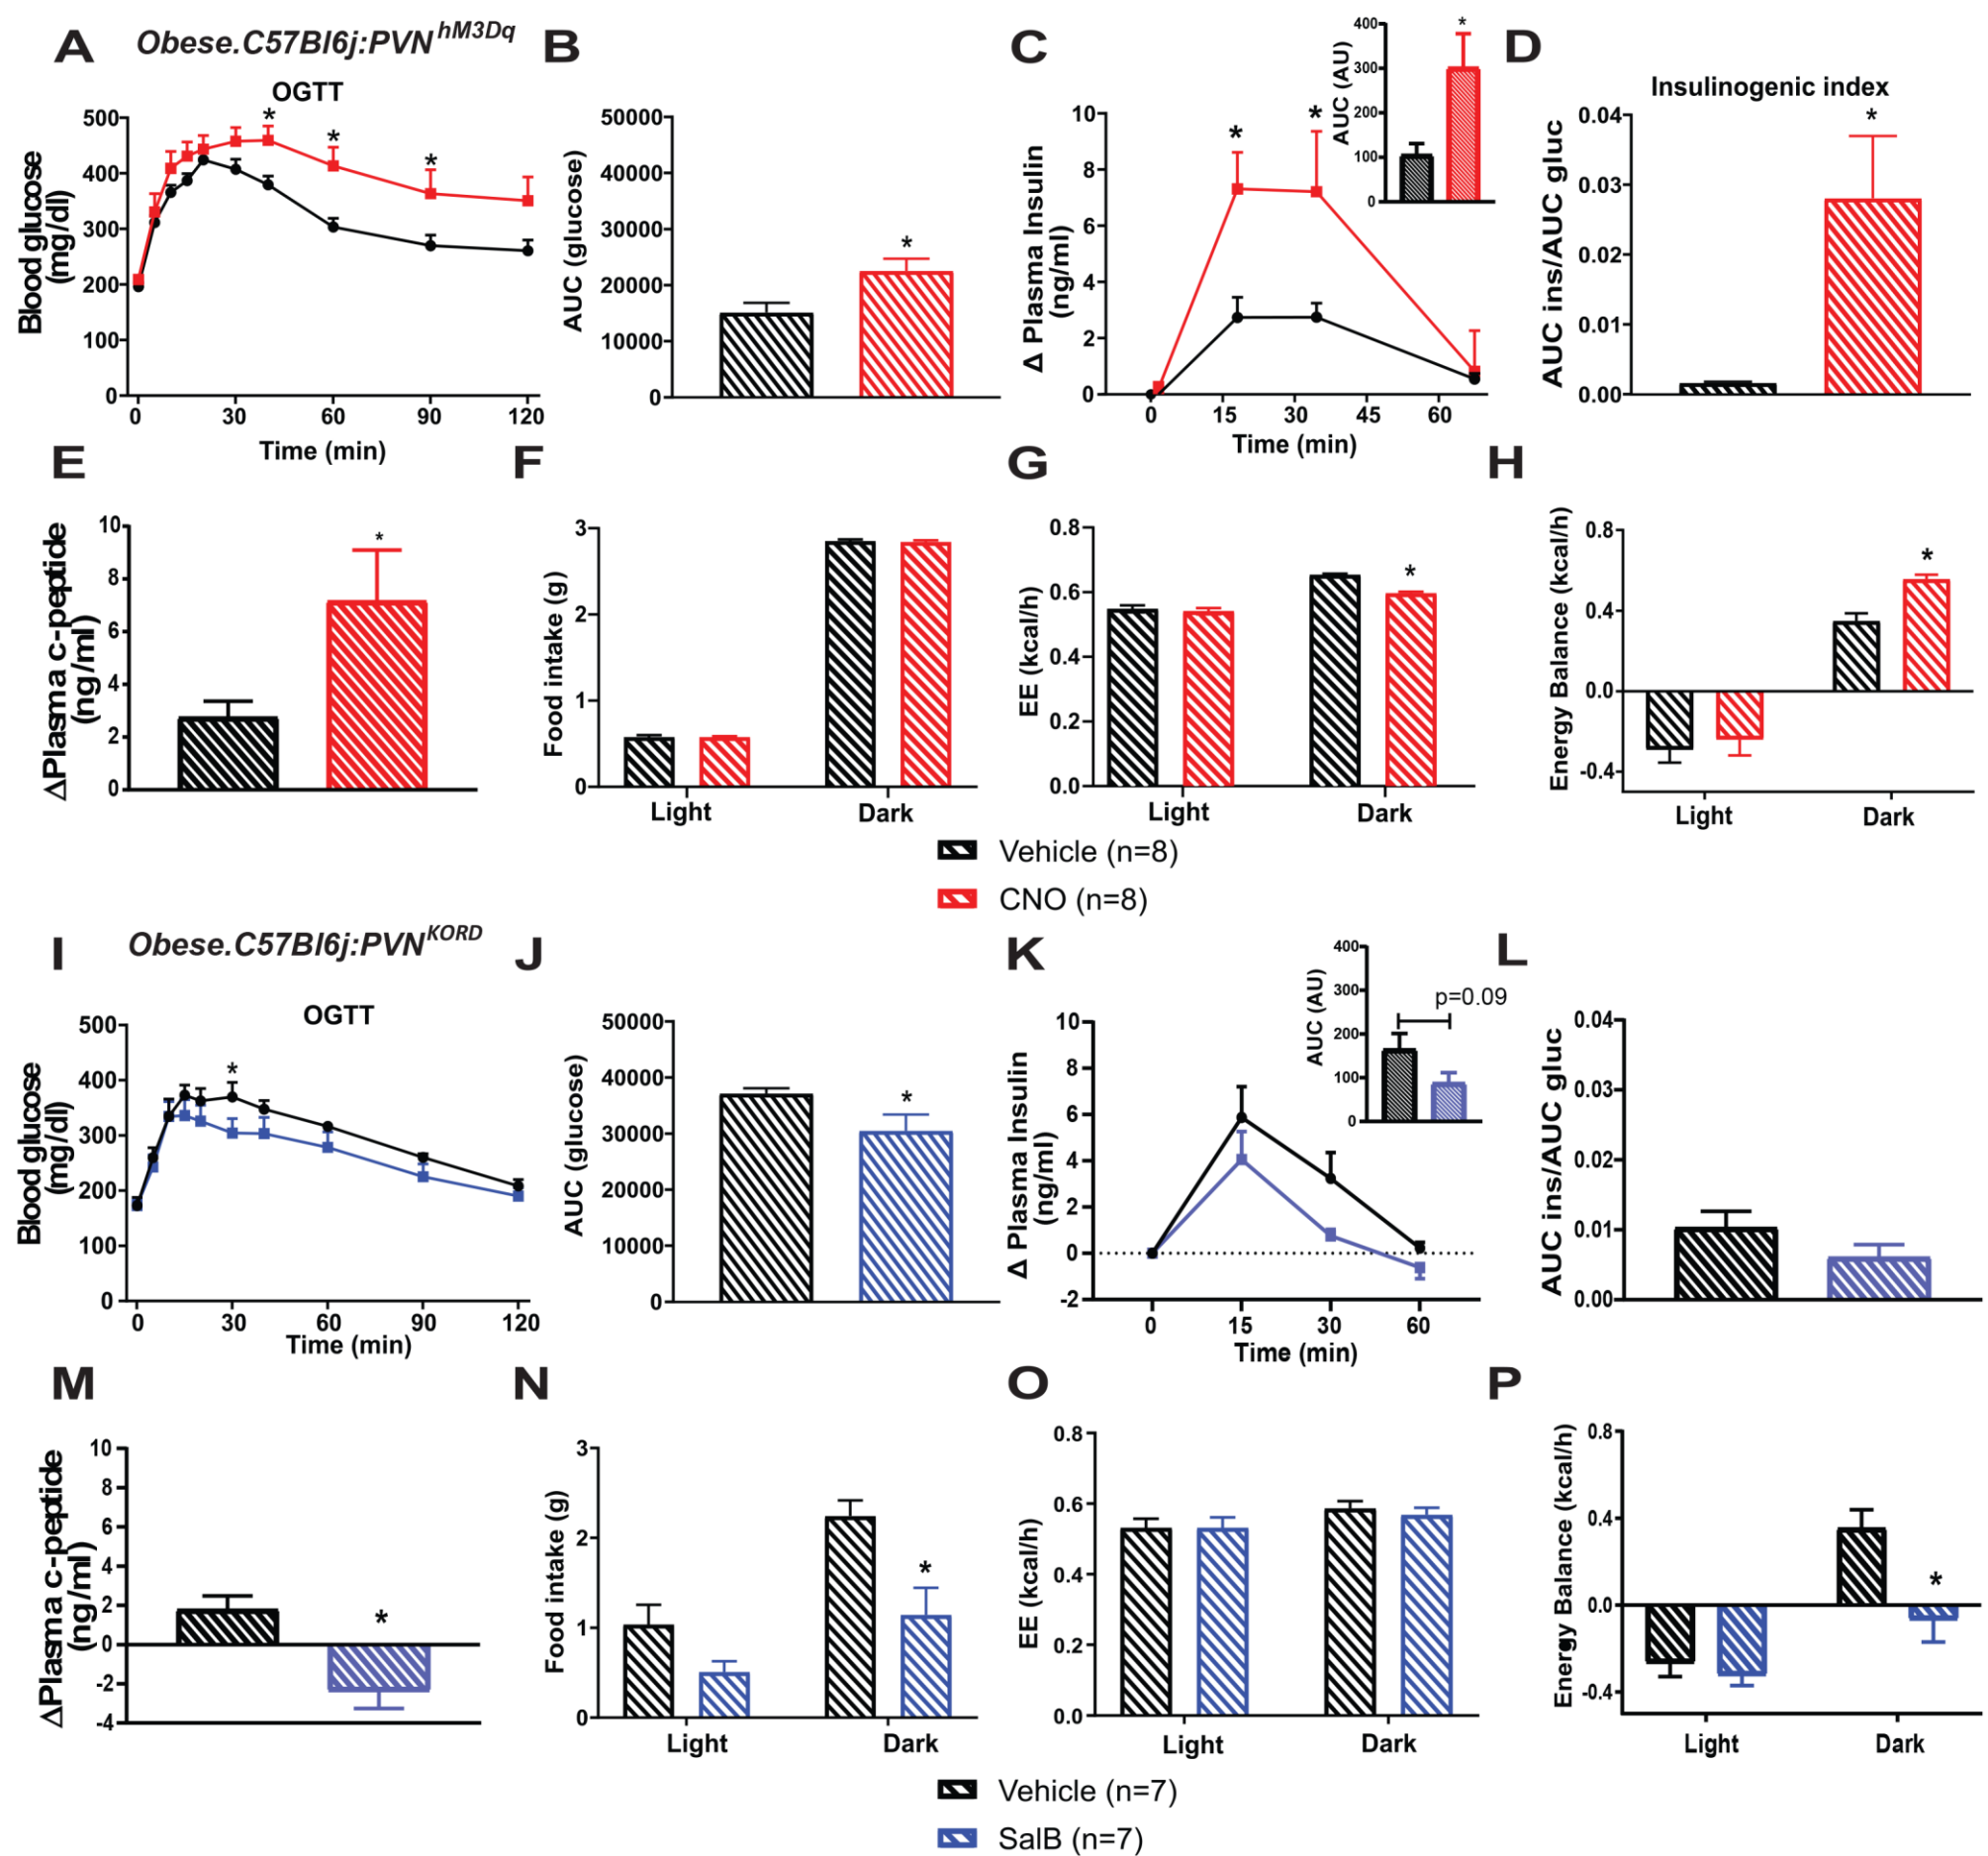 A
Obese.C57Bl6j:PVN hM3Dq
OGTT
Blood glucose
(mg/dl)
500
400
300
200
100
0
* * *
0 30 60 90 120
Time (min)
B
AUC (glucose)
50000
40000
30000
20000
10000
0
*
C
Δ Plasma Insulin
(ng/ml)
10
8
6
4
2
0
* *
0 15 30 45 60
Time (min)
AUC (AU)
400
300
200
100
0
*
D
Insulinogenic index
AUC ins/AUC gluc
0.04
0.03
0.02
0.01
0.00
*
E
ΔPlasma c-peptide
(ng/ml)
10
8
6
4
2
0
*
F
Food intake (g)
3
2
1
0
Light Dark
G
EE (kcal/h)
0.8
0.6
0.4
0.2
0.0
*
Light Dark
H
Energy Balance (kcal/h)
0.8
0.4
0.0
-0.4
*
Light Dark
Vehicle (n=8)
CNO (n=8)
I
Obese.C57Bl6j:PVN KORD
OGTT
Blood glucose
(mg/dl)
500
400
300
200
100
0
*
0 30 60 90 120
Time (min)
J
AUC (glucose)
50000
40000
30000
20000
10000
0
*
K
Δ Plasma Insulin
(ng/ml)
10
8
6
4
2
0
-2
0 15 30 60
Time (min)
AUC (AU)
400
300
200
100
0
p=0.09
L
AUC ins/AUC gluc
0.04
0.03
0.02
0.01
0.00
M
ΔPlasma c-peptide
(ng/ml)
10
8
6
4
2
0
-2
-4
*
N
Food intake (g)
3
2
1
0
*
Light Dark
O
EE (kcal/h)
0.8
0.6
0.4
0.2
0.0
Light Dark
P
Energy Balance (kcal/h)
0.8
0.4
0.0
-0.4
*
Light Dark
Vehicle (n=7)
SalB (n=7)